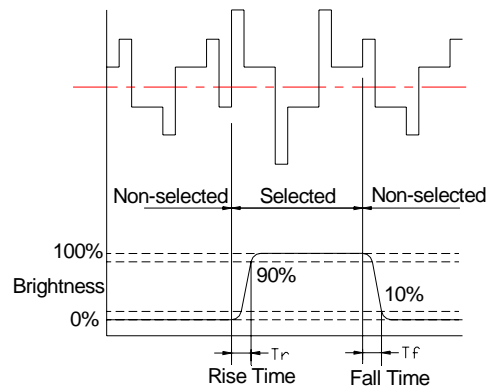 Non-selected Selected Non-selected
100%
90%
Brightness
10%
0%
Tr Tf
Rise Time Fall Time